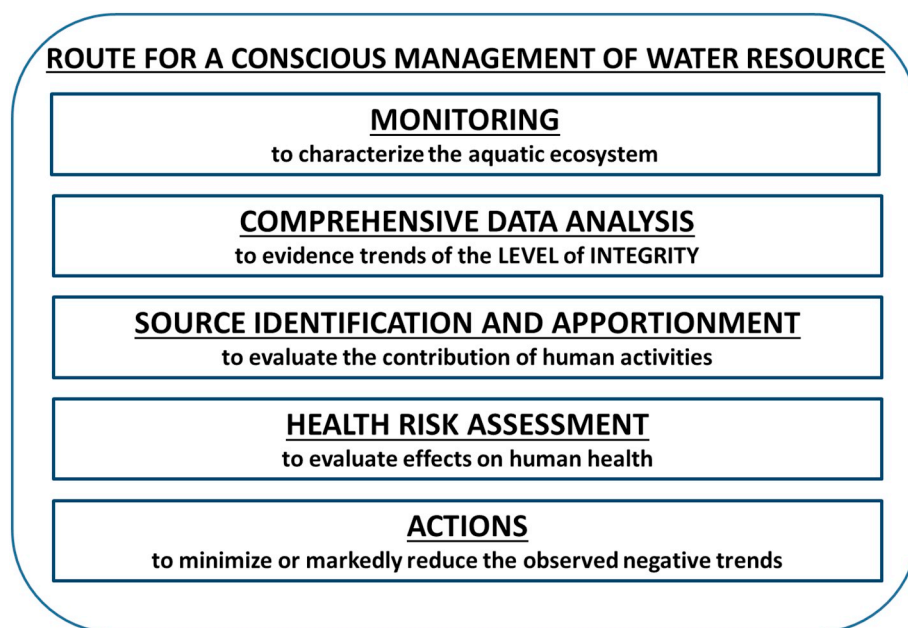 ROUTE FOR A CONSCIOUS MANAGEMENT OF WATER RESOURCE
MONITORING
to characterize the aquatic ecosystem
COMPREHENSIVE DATA ANALYSIS
to evidence trends of the LEVEL of INTEGRITY
SOURCE IDENTIFICATION AND APPORTIONMENT
to evaluate the contribution of human activities
HEALTH RISK ASSESSMENT
to evaluate effects on human health
ACTIONS
to minimize or markedly reduce the observed negative trends